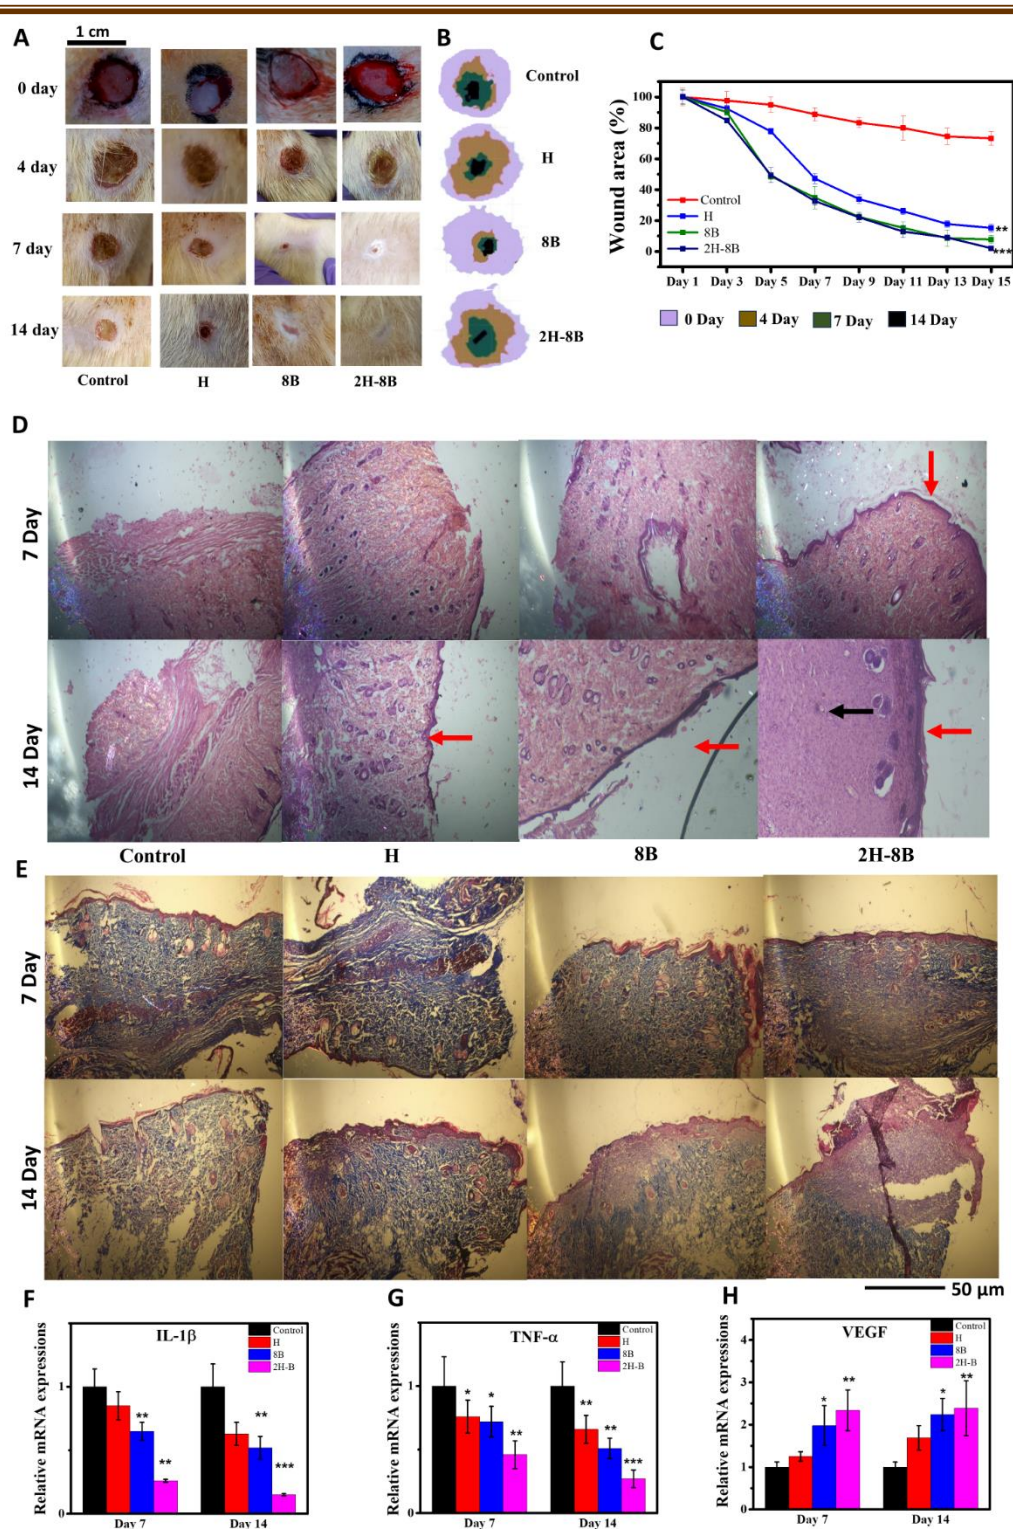 A
1 cm
0 day
4 day
7 day
14 day
Control
H
8B
2H-8B
B
Control
H
8B
2H-8B
C
Wound area (%)
100
80
60
40
20
0
Control
H
8B
2H-8B
**
***
Day 1 Day 3 Day 5 Day 7 Day 9 Day 11 Day 13 Day 15
0 Day 4 Day 7 Day 14 Day
D
7 Day
14 Day
Control H 8B 2H-8B
E
7 Day
14 Day
50 µm
F
IL-1β
Control
H
8B
2H-B
Relative mRNA expressions
1
0
**
**
**
***
Day 7 Day 14
G
TNF-α
Control
H
8B
2H-B
Relative mRNA expressions
1
0
*
*
**
**
**
***
Day 7 Day 14
H
VEGF
Control
H
8B
2H-B
Relative mRNA expressions
4
3
2
1
0
*
**
*
**
Day 7 Day 14